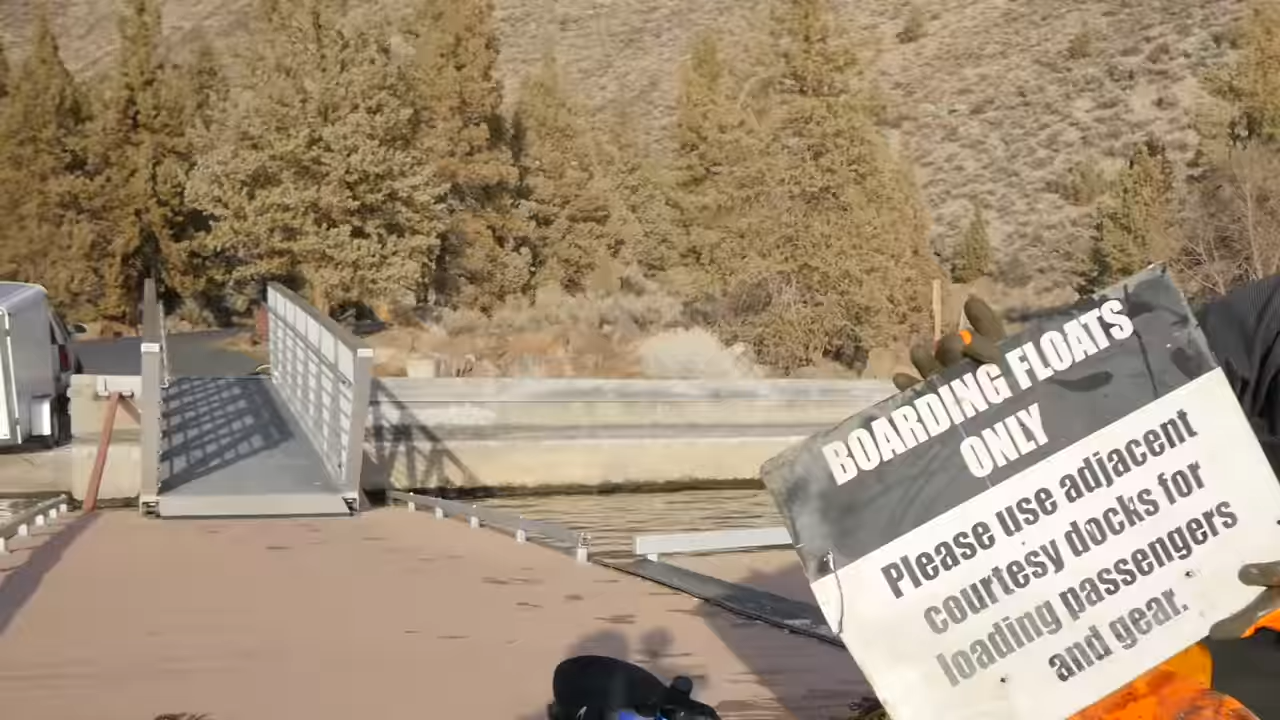 BOARDING FLOATS
ONLY
Please use adjacent
courtesy docks for
loading passengers
and gear.